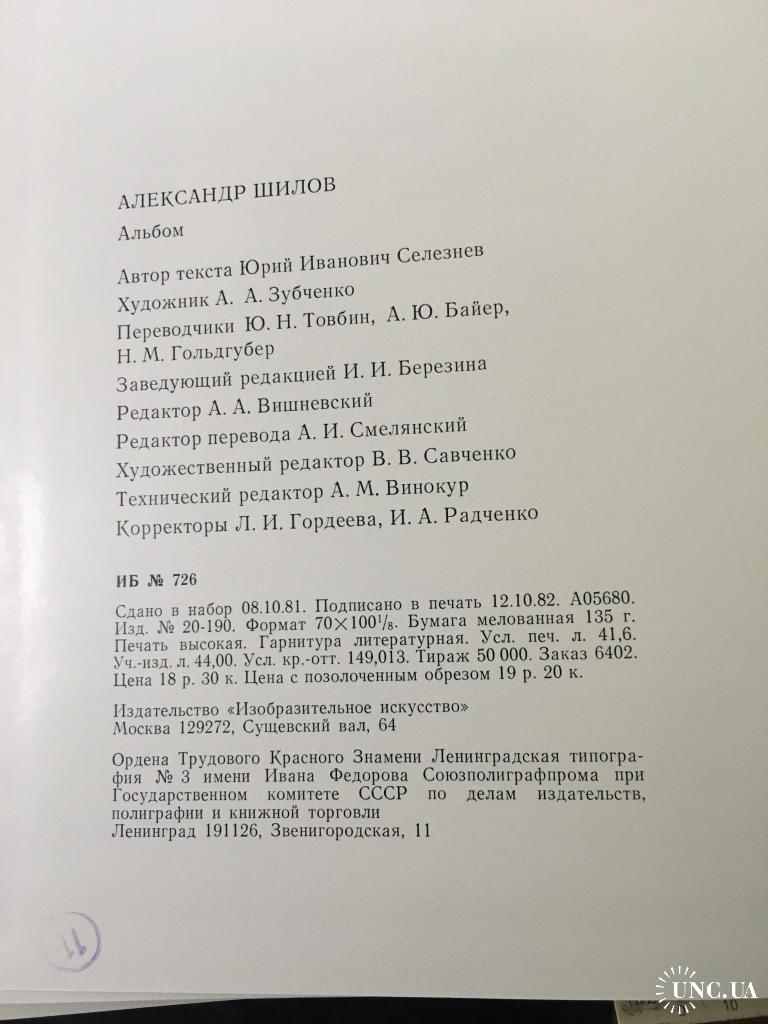 АЛЕКСАНДР ШИЛОВ
Альбом
Автор текста Юрий Иванович Селезнев
Художник А. А. Зубченко
Переводчики Ю. Н. Товбин, А. Ю. Байер,
Н. М. Гольдгубер
Заведующий редакцией И. И. Березина
Редактор А. А. Вишневский
Редактор перевода А. И. Смелянский
Художественный редактор В. В. Савченко
Технический редактор А. М. Винокур
Корректоры Л. И. Гордеева, И. А. Радченко
ИБ № 726
Сдано в набор 08.10.81. Подписано в печать 12.10.82. А05680.
Изд. № 20-190. Формат 70×100¹/₈. Бумага мелованная 135 г.
Печать высокая. Гарнитура литературная. Усл. печ. л. 41,6.
Уч.-изд. л. 44,00. Усл. кр.-отт. 149,013. Тираж 50 000. Заказ 6402.
Цена 18 р. 30 к. Цена с позолоченным обрезом 19 р. 20 к.
Издательство «Изобразительное искусство»
Москва 129272, Сущевский вал, 64
Ордена Трудового Красного Знамени Ленинградская типогра-
фия № 3 имени Ивана Федорова Союзполиграфпрома при
Государственном комитете СССР по делам издательств,
полиграфии и книжной торговли
Ленинград 191126, Звенигородская, 11
11
UNC.UA
10